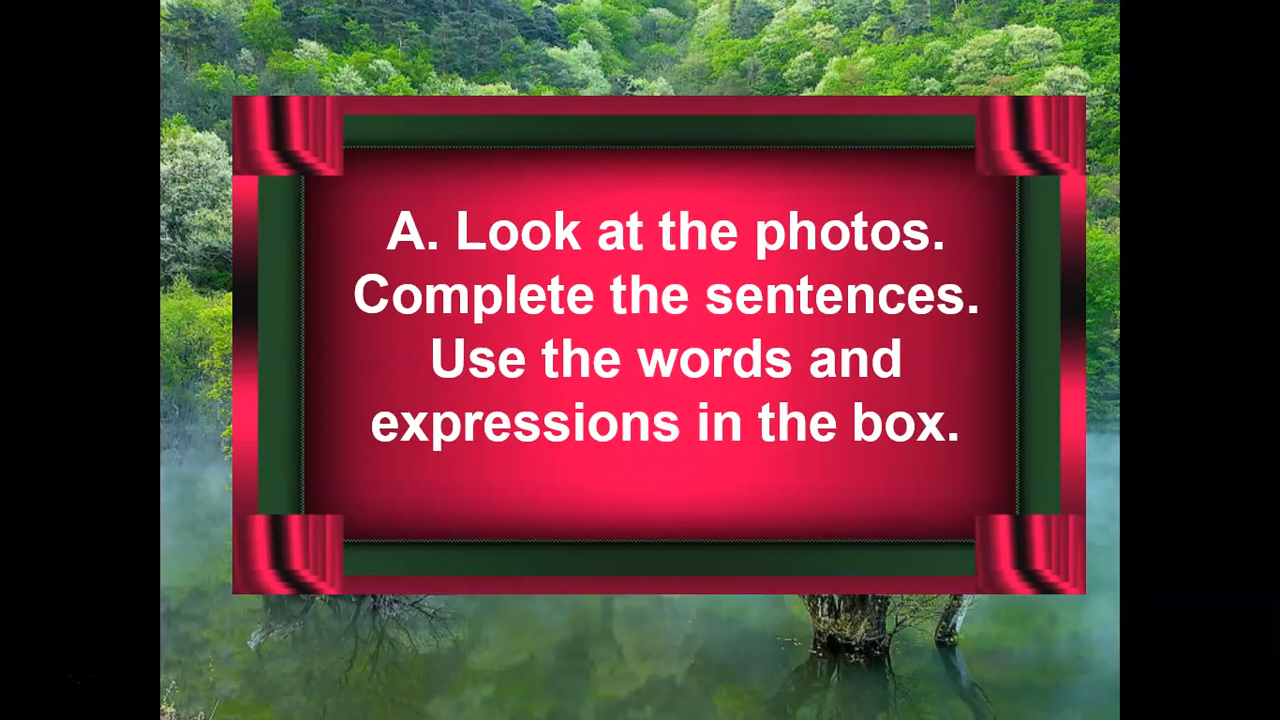 A. Look at the photos.
Complete the sentences.
Use the words and
expressions in the box.